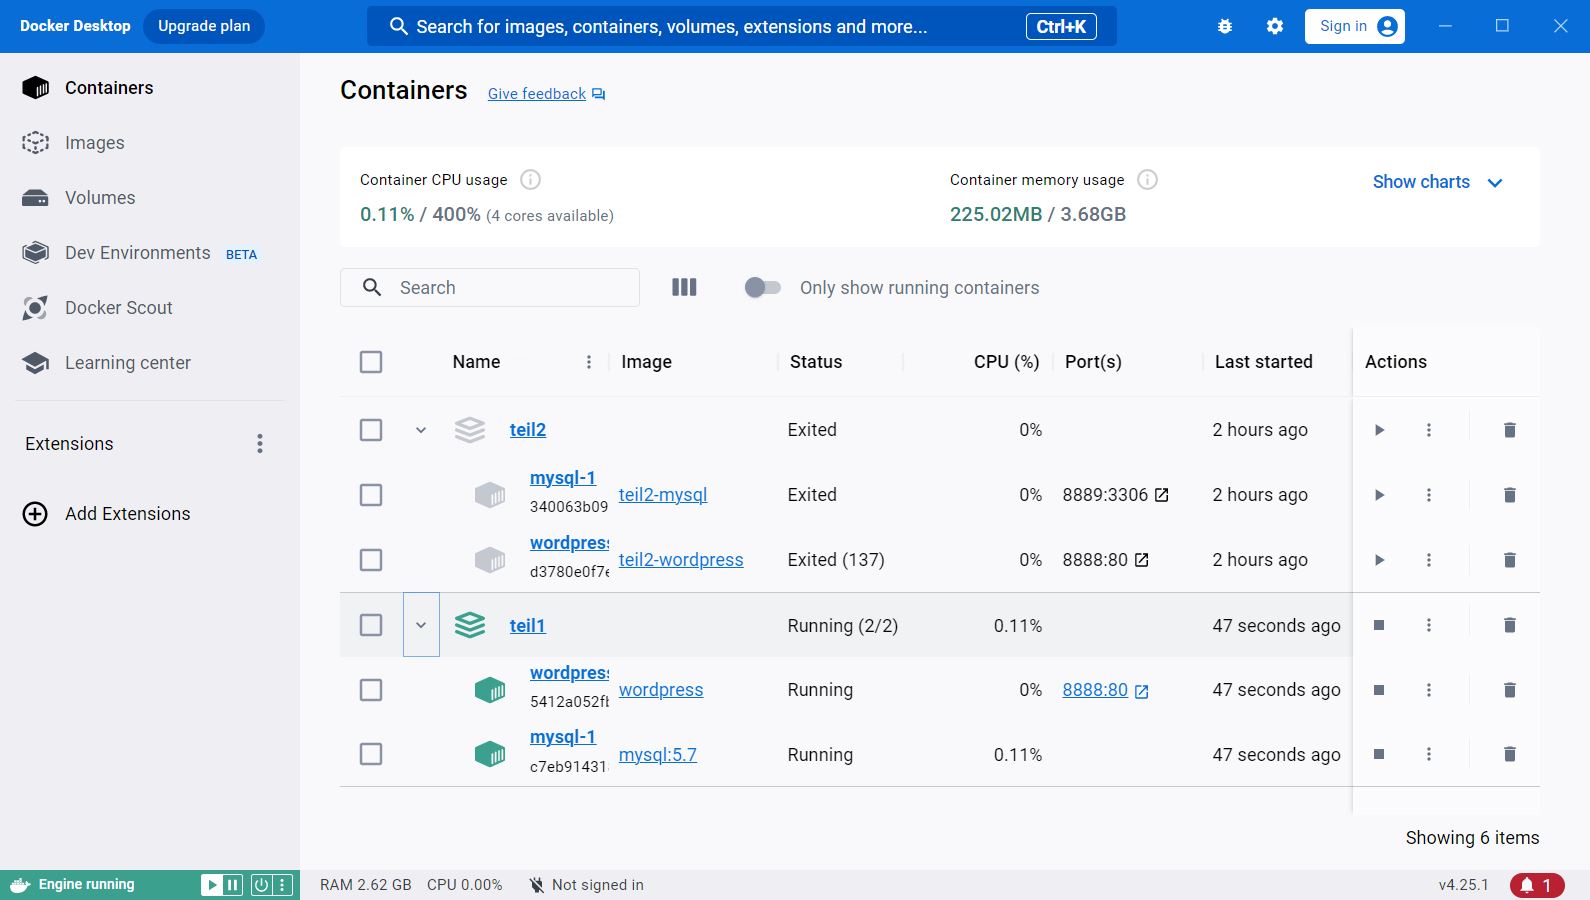 Docker Desktop Upgrade plan Search for images, containers, volumes, extensions and more... Ctrl+K Sign in
Containers
Images
Volumes
Dev Environments BETA
Docker Scout
Learning center
Extensions
Add Extensions
Containers Give feedback
Container CPU usage
0.11% / 400% (4 cores available)
Container memory usage
225.02MB / 3.68GB
Show charts
Search Only show running containers
Name Image Status CPU (%) Port(s) Last started Actions
teil2 Exited 0% 2 hours ago
mysql-1
340063b09 teil2-mysql Exited 0% 8889:3306 2 hours ago
wordpress
d3780e0f7e teil2-wordpress Exited (137) 0% 8888:80 2 hours ago
teil1 Running (2/2) 0.11% 47 seconds ago
wordpress
5412a052fb wordpress Running 0% 8888:80 47 seconds ago
mysql-1
c7eb91431 mysql:5.7 Running 0.11% 47 seconds ago
Showing 6 items
Engine running RAM 2.62 GB CPU 0.00% Not signed in v4.25.1 1